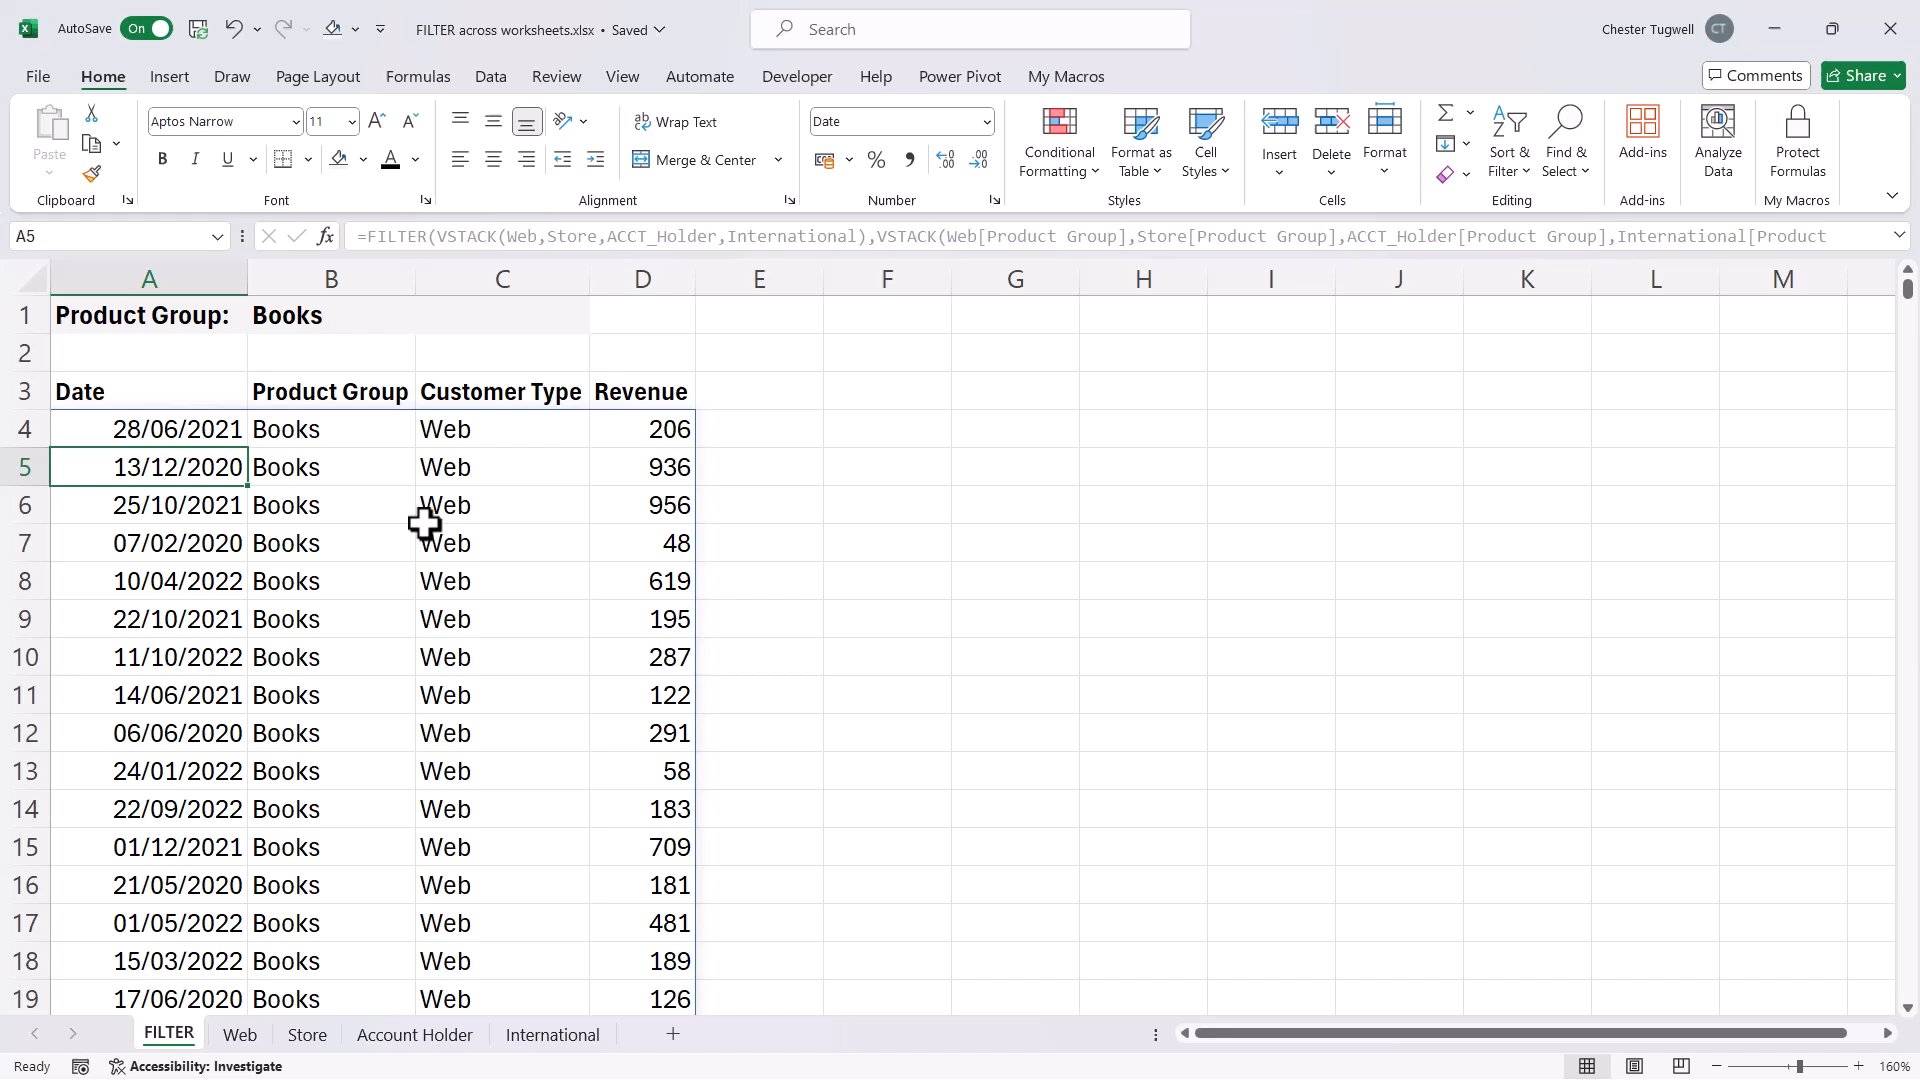 AutoSave On FILTER across worksheets.xlsx • Saved Search Chester Tugwell CT
File Home Insert Draw Page Layout Formulas Data Review View Automate Developer Help Power Pivot My Macros Comments Share
Paste
Clipboard
Aptos Narrow 11
B I U A
Font
Wrap Text
Merge & Center
Alignment
Date
% 
Number
Conditional Formatting
Format as Table
Cell Styles
Styles
Insert Delete Format
Cells
Sort & Filter
Find & Select
Editing
Add-ins
Add-ins
Analyze Data
Protect Formulas
My Macros
A5 fx =FILTER(VSTACK(Web,Store,ACCT_Holder,International),VSTACK(Web[Product Group],Store[Product Group],ACCT_Holder[Product Group],International[Product
A B C D E F G H I J K L M
1 Product Group: Books
2
3 Date Product Group Customer Type Revenue
4 28/06/2021 Books Web 206
5 13/12/2020 Books Web 936
6 25/10/2021 Books Web 956
7 07/02/2020 Books Web 48
8 10/04/2022 Books Web 619
9 22/10/2021 Books Web 195
10 11/10/2022 Books Web 287
11 14/06/2021 Books Web 122
12 06/06/2020 Books Web 291
13 24/01/2022 Books Web 58
14 22/09/2022 Books Web 183
15 01/12/2021 Books Web 709
16 21/05/2020 Books Web 181
17 01/05/2022 Books Web 481
18 15/03/2022 Books Web 189
19 17/06/2020 Books Web 126
FILTER Web Store Account Holder International
Ready Accessibility: Investigate 160%